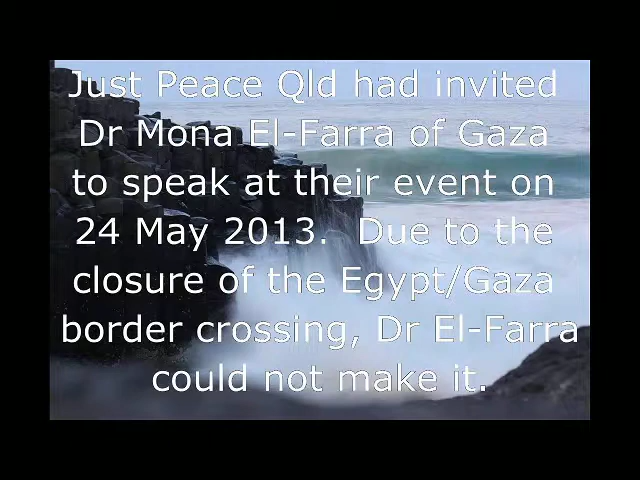 Just Peace Qld had invited
Dr Mona El-Farra of Gaza
to speak at their event on
24 May 2013.  Due to the
closure of the Egypt/Gaza
border crossing, Dr El-Farra
could not make it.